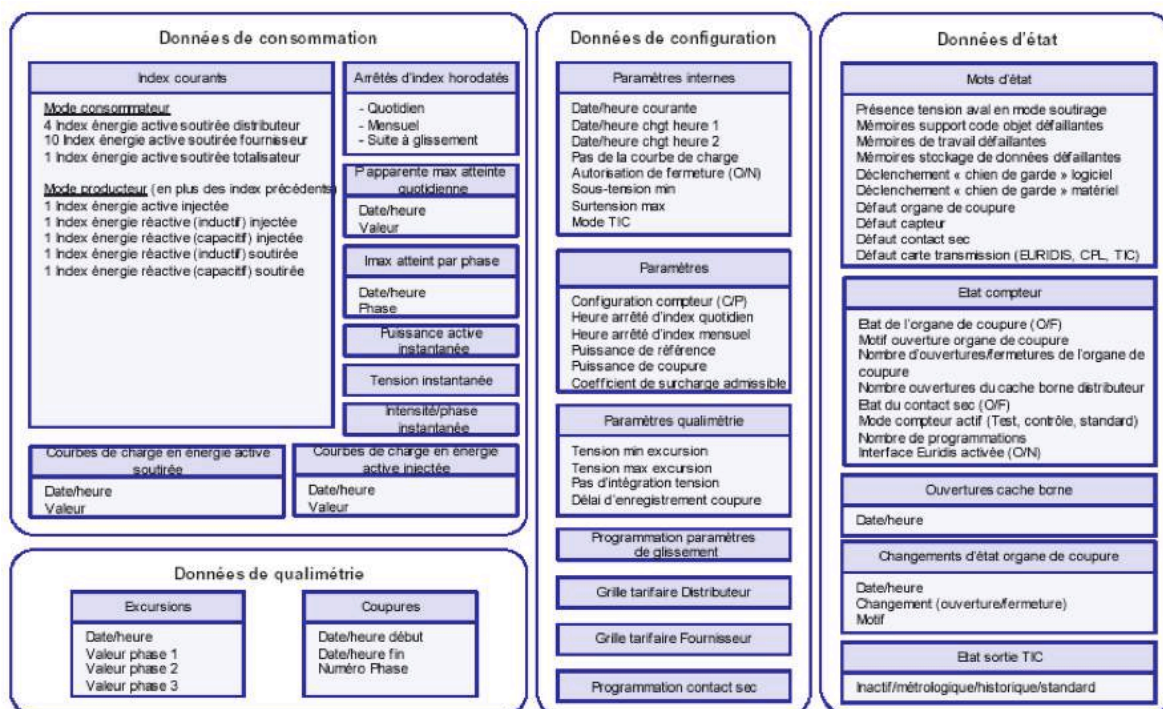 Données de consommation
Index courants
Mode consommateur
4 Index énergie active soutirée distributeur
10 Index énergie active soutirée fournisseur
1 Index énergie active soutirée totalisateur
Mode producteur (en plus des index précédents)
1 Index énergie active injectée
1 Index énergie réactive (inductif) injectée
1 Index énergie réactive (capacitif) injectée
1 Index énergie réactive (inductif) soutirée
1 Index énergie réactive (capacitif) soutirée
Arrêtés d'index horodatés
- Quotidien
- Mensuel
- Suite à glissement
P apparente max atteinte
quotidienne
Date/heure
Valeur
Imax atteint par phase
Date/heure
Phase
Puissance active
instantanée
Tension instantanée
Intensité/phase
instantanée
Courbes de charge en énergie active
soutirée
Date/heure
Valeur
Courbes de charge en énergie
active injectée
Date/heure
Valeur
Données de qualimétrie
Excursions
Date/heure
Valeur phase 1
Valeur phase 2
Valeur phase 3
Coupures
Date/heure début
Date/heure fin
Numéro Phase
Données de configuration
Paramètres internes
Date/heure courante
Date/heure chgt heure 1
Date/heure chgt heure 2
Pas de la courbe de charge
Autorisation de fermeture (O/N)
Sous-tension min
Surtension max
Mode TIC
Paramètres
Configuration compteur (C/P)
Heure arrêté d'index quotidien
Heure arrêté d'index mensuel
Puissance de référence
Puissance de coupure
Coefficient de surcharge admissible
Paramètres qualimétrie
Tension min excursion
Tension max excursion
Pas d'intégration tension
Délai d'enregistrement coupure
Programmation paramètres
de glissement
Grille tarifaire Distributeur
Grille tarifaire Fournisseur
Programmation contact sec
Données d'état
Mots d'état
Présence tension aval en mode soutirage
Mémoires support code objet défaillantes
Mémoires de travail défaillantes
Mémoires stockage de données défaillantes
Déclenchement « chien de garde » logiciel
Déclenchement « chien de garde » matériel
Défaut organe de coupure
Défaut capteur
Défaut contact sec
Défaut carte transmission (EURIDIS, CPL, TIC)
Etat compteur
Etat de l'organe de coupure (O/F)
Motif ouverture organe de coupure
Nombre d'ouvertures/fermetures de l'organe de
coupure
Nombre ouvertures du cache borne distributeur
Etat du contact sec (O/F)
Mode compteur actif (Test, contrôle, standard)
Nombre de programmations
Interface Euridis activée (O/N)
Ouvertures cache borne
Date/heure
Changements d'état organe de coupure
Date/heure
Changement (ouverture/fermeture)
Motif
Etat sortie TIC
Inactif/métrologique/historique/standard